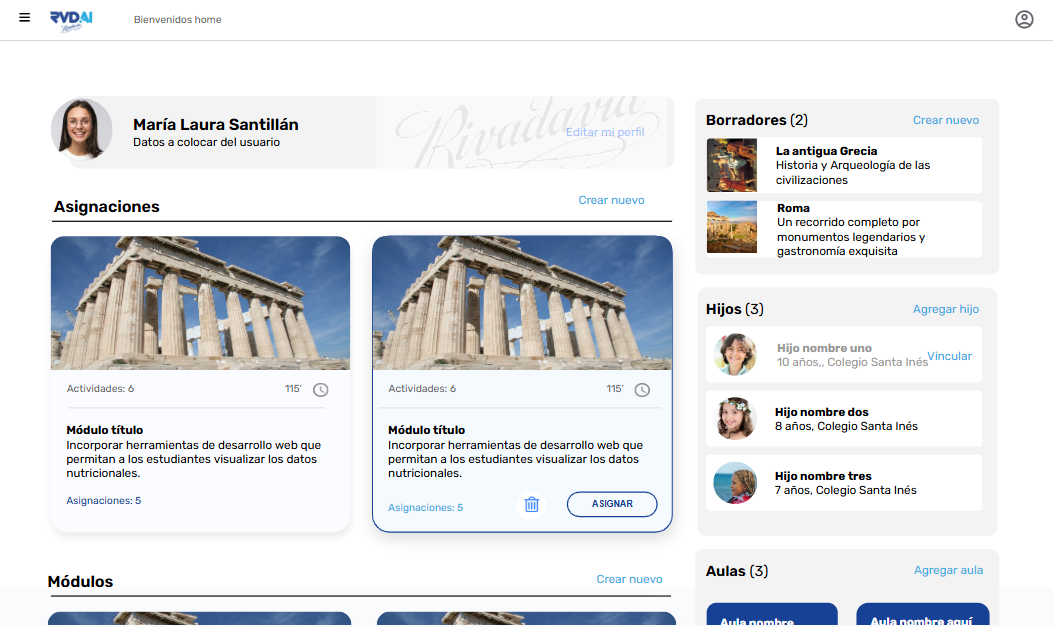 RVD.AI
Rivadavia
Bienvenidos home
María Laura Santillán
Datos a colocar del usuario
Rivadavia
Editar mi perfil
Asignaciones
Crear nuevo
Actividades: 6
115'
Módulo título
Incorporar herramientas de desarrollo web que
permitan a los estudiantes visualizar los datos
nutricionales.
Asignaciones: 5
Actividades: 6
115'
Módulo título
Incorporar herramientas de desarrollo web que
permitan a los estudiantes visualizar los datos
nutricionales.
Asignaciones: 5
ASIGNAR
Módulos
Crear nuevo
Borradores (2)
Crear nuevo
La antigua Grecia
Historia y Arqueología de las
civilizaciones
Roma
Un recorrido completo por
monumentos legendarios y
gastronomía exquisita
Hijos (3)
Agregar hijo
Hijo nombre uno
10 años,, Colegio Santa Inés
Vincular
Hijo nombre dos
8 años, Colegio Santa Inés
Hijo nombre tres
7 años, Colegio Santa Inés
Aulas (3)
Agregar aula
Aula nombre
Aula nombre aquí